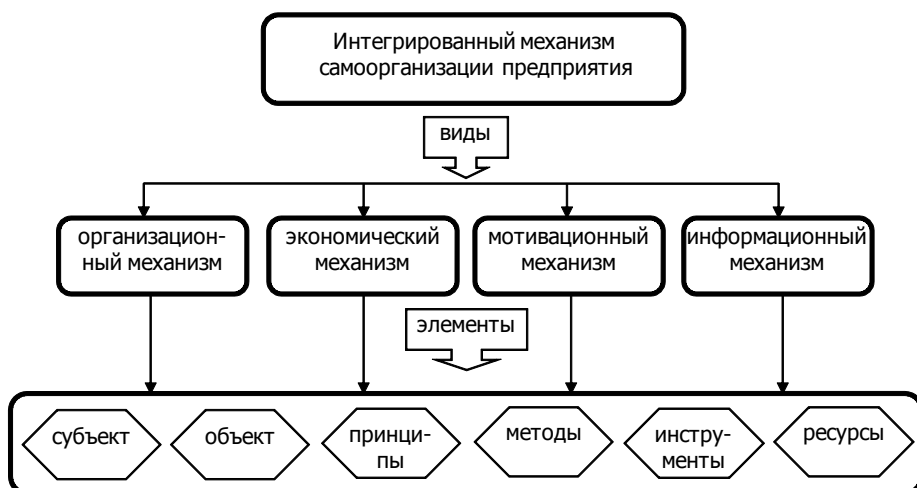 Интегрированный механизм
самоорганизации предприятия
виды
организацион-
ный механизм
экономический
механизм
мотивационный
механизм
информационный
механизм
элементы
субъект
объект
принци-
пы
методы
инстру-
менты
ресурсы